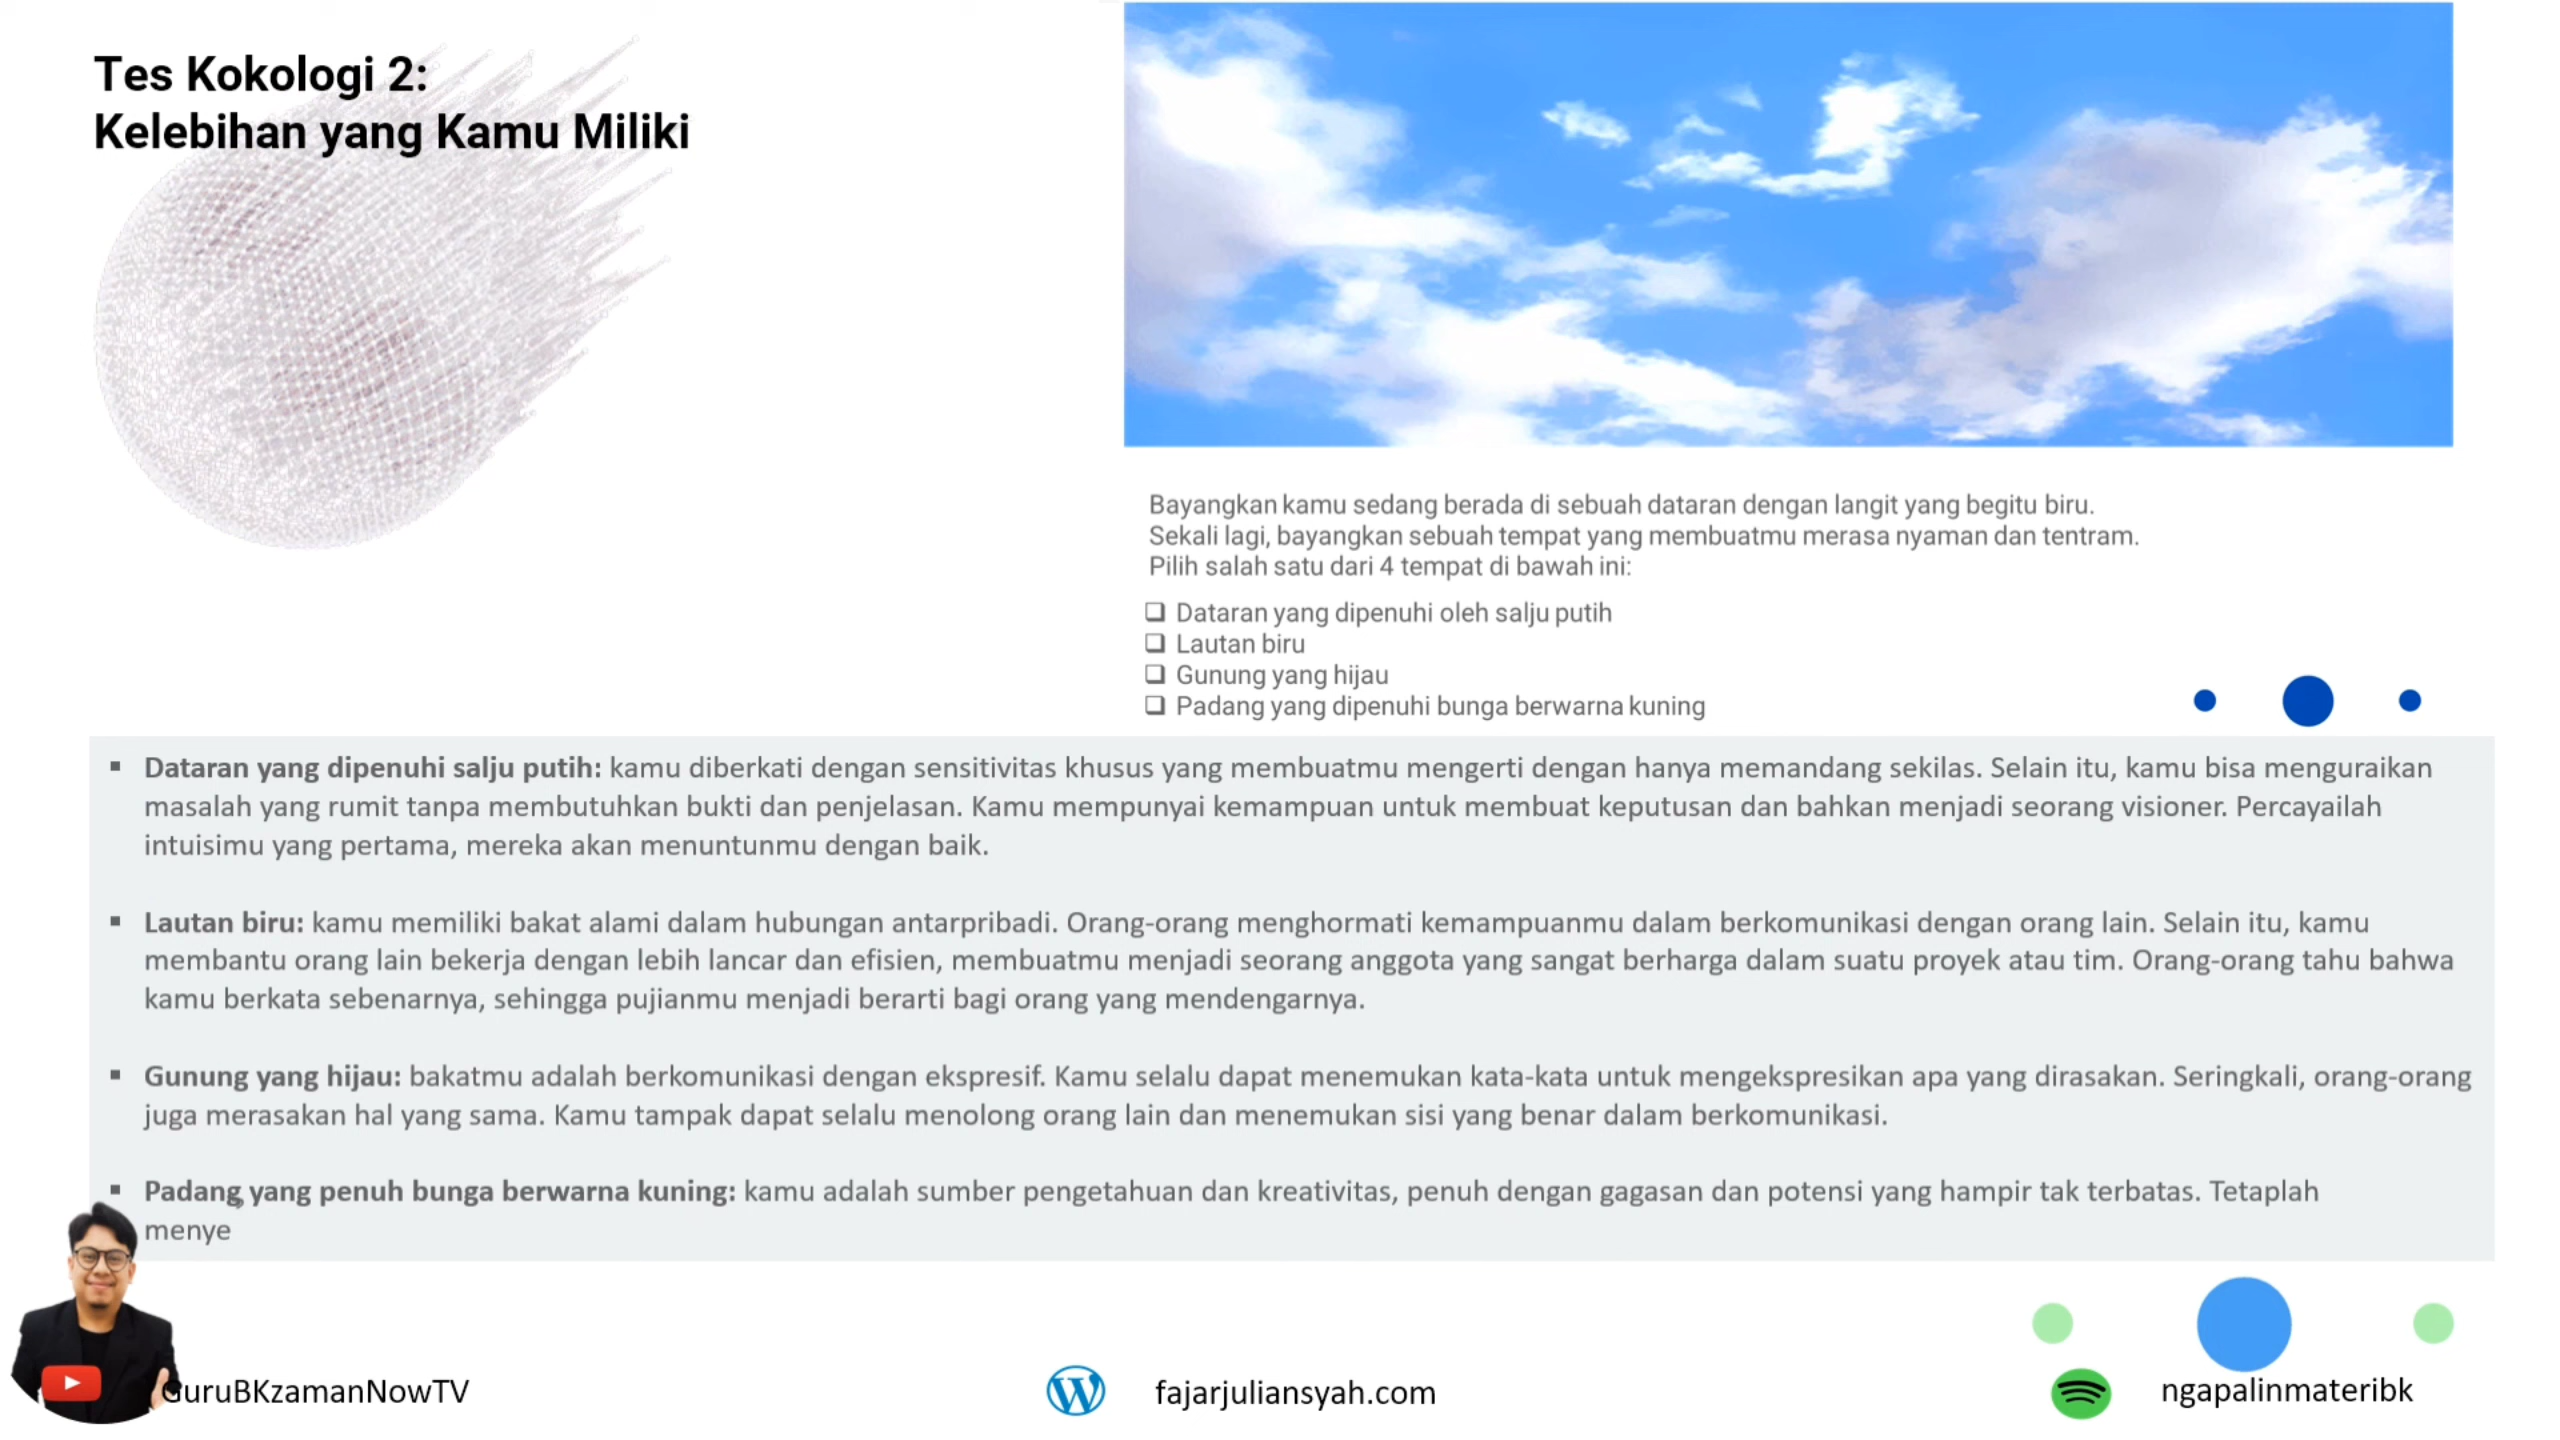 Tes Kokologi 2:
Kelebihan yang Kamu Miliki
Bayangkan kamu sedang berada di sebuah dataran dengan langit yang begitu biru.
Sekali lagi, bayangkan sebuah tempat yang membuatmu merasa nyaman dan tentram.
Pilih salah satu dari 4 tempat di bawah ini:
❑ Dataran yang dipenuhi oleh salju putih
❑ Lautan biru
❑ Gunung yang hijau
❑ Padang yang dipenuhi bunga berwarna kuning
▪ Dataran yang dipenuhi salju putih: kamu diberkati dengan sensitivitas khusus yang membuatmu mengerti dengan hanya memandang sekilas. Selain itu, kamu bisa menguraikan
masalah yang rumit tanpa membutuhkan bukti dan penjelasan. Kamu mempunyai kemampuan untuk membuat keputusan dan bahkan menjadi seorang visioner. Percayailah
intuisimu yang pertama, mereka akan menuntunmu dengan baik.
▪ Lautan biru: kamu memiliki bakat alami dalam hubungan antarpribadi. Orang-orang menghormati kemampuanmu dalam berkomunikasi dengan orang lain. Selain itu, kamu
membantu orang lain bekerja dengan lebih lancar dan efisien, membuatmu menjadi seorang anggota yang sangat berharga dalam suatu proyek atau tim. Orang-orang tahu bahwa
kamu berkata sebenarnya, sehingga pujianmu menjadi berarti bagi orang yang mendengarnya.
▪ Gunung yang hijau: bakatmu adalah berkomunikasi dengan ekspresif. Kamu selalu dapat menemukan kata-kata untuk mengekspresikan apa yang dirasakan. Seringkali, orang-orang
juga merasakan hal yang sama. Kamu tampak dapat selalu menolong orang lain dan menemukan sisi yang benar dalam berkomunikasi.
▪ Padang yang penuh bunga berwarna kuning: kamu adalah sumber pengetahuan dan kreativitas, penuh dengan gagasan dan potensi yang hampir tak terbatas. Tetaplah
menye
GuruBKzamanNowTV
fajarjuliansyah.com
ngapalinmateribk